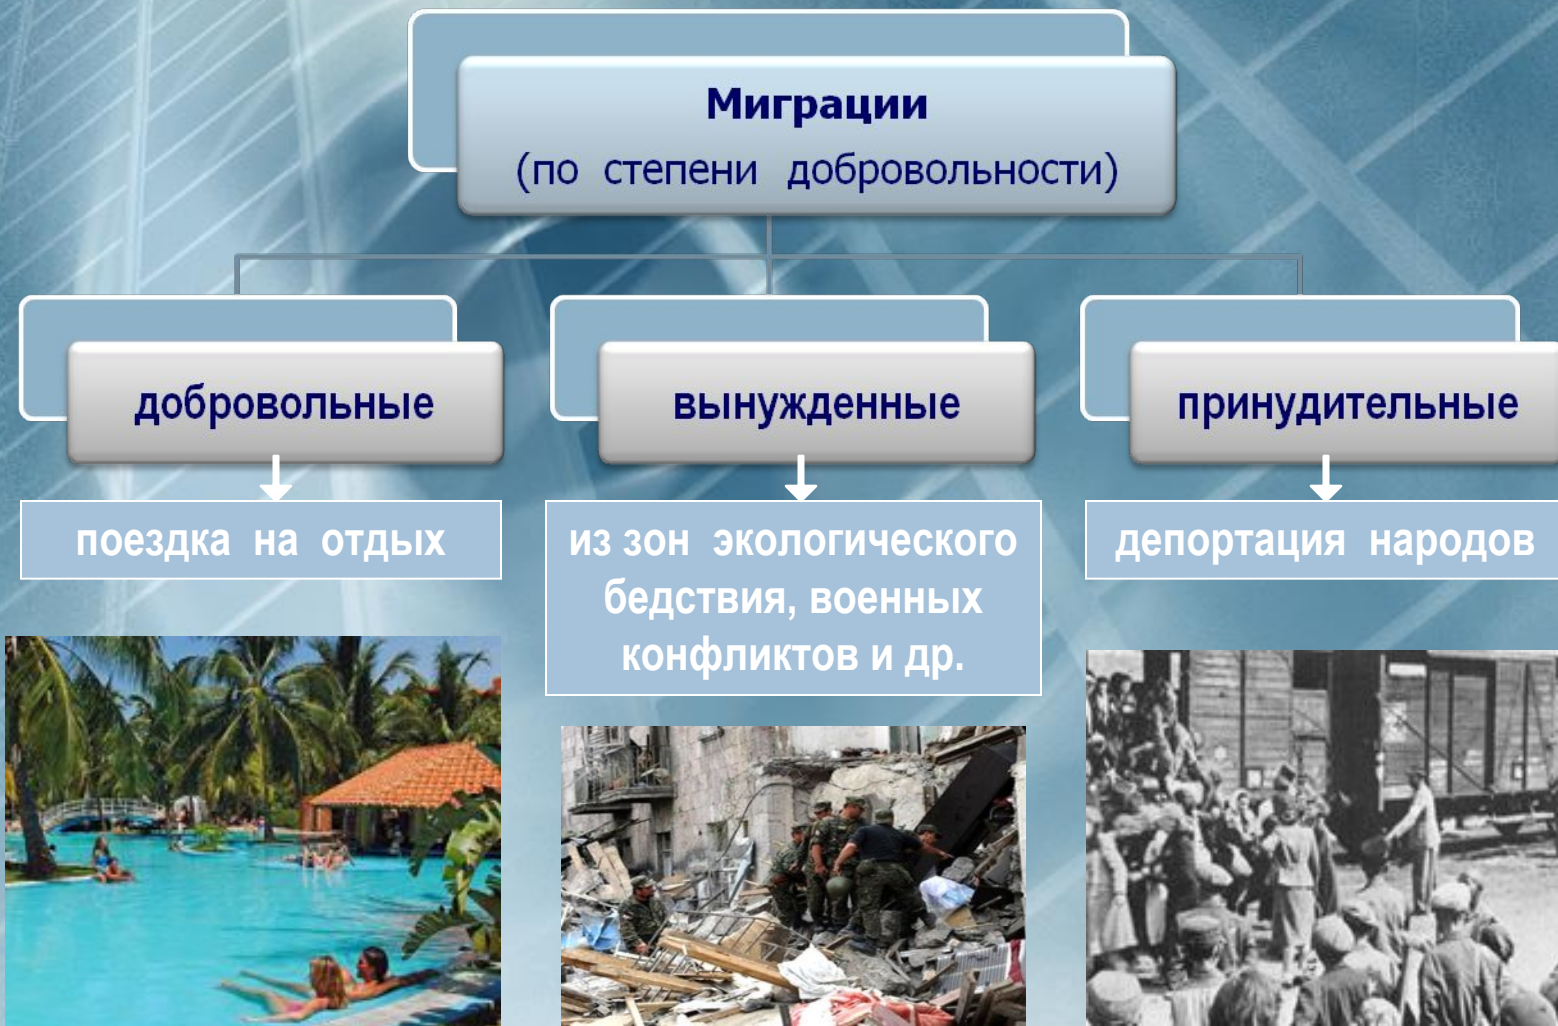 Миграции
(по степени добровольности)
добровольные
вынужденные
принудительные
поездка на отдых
из зон экологического
бедствия, военных
конфликтов и др.
депортация народов